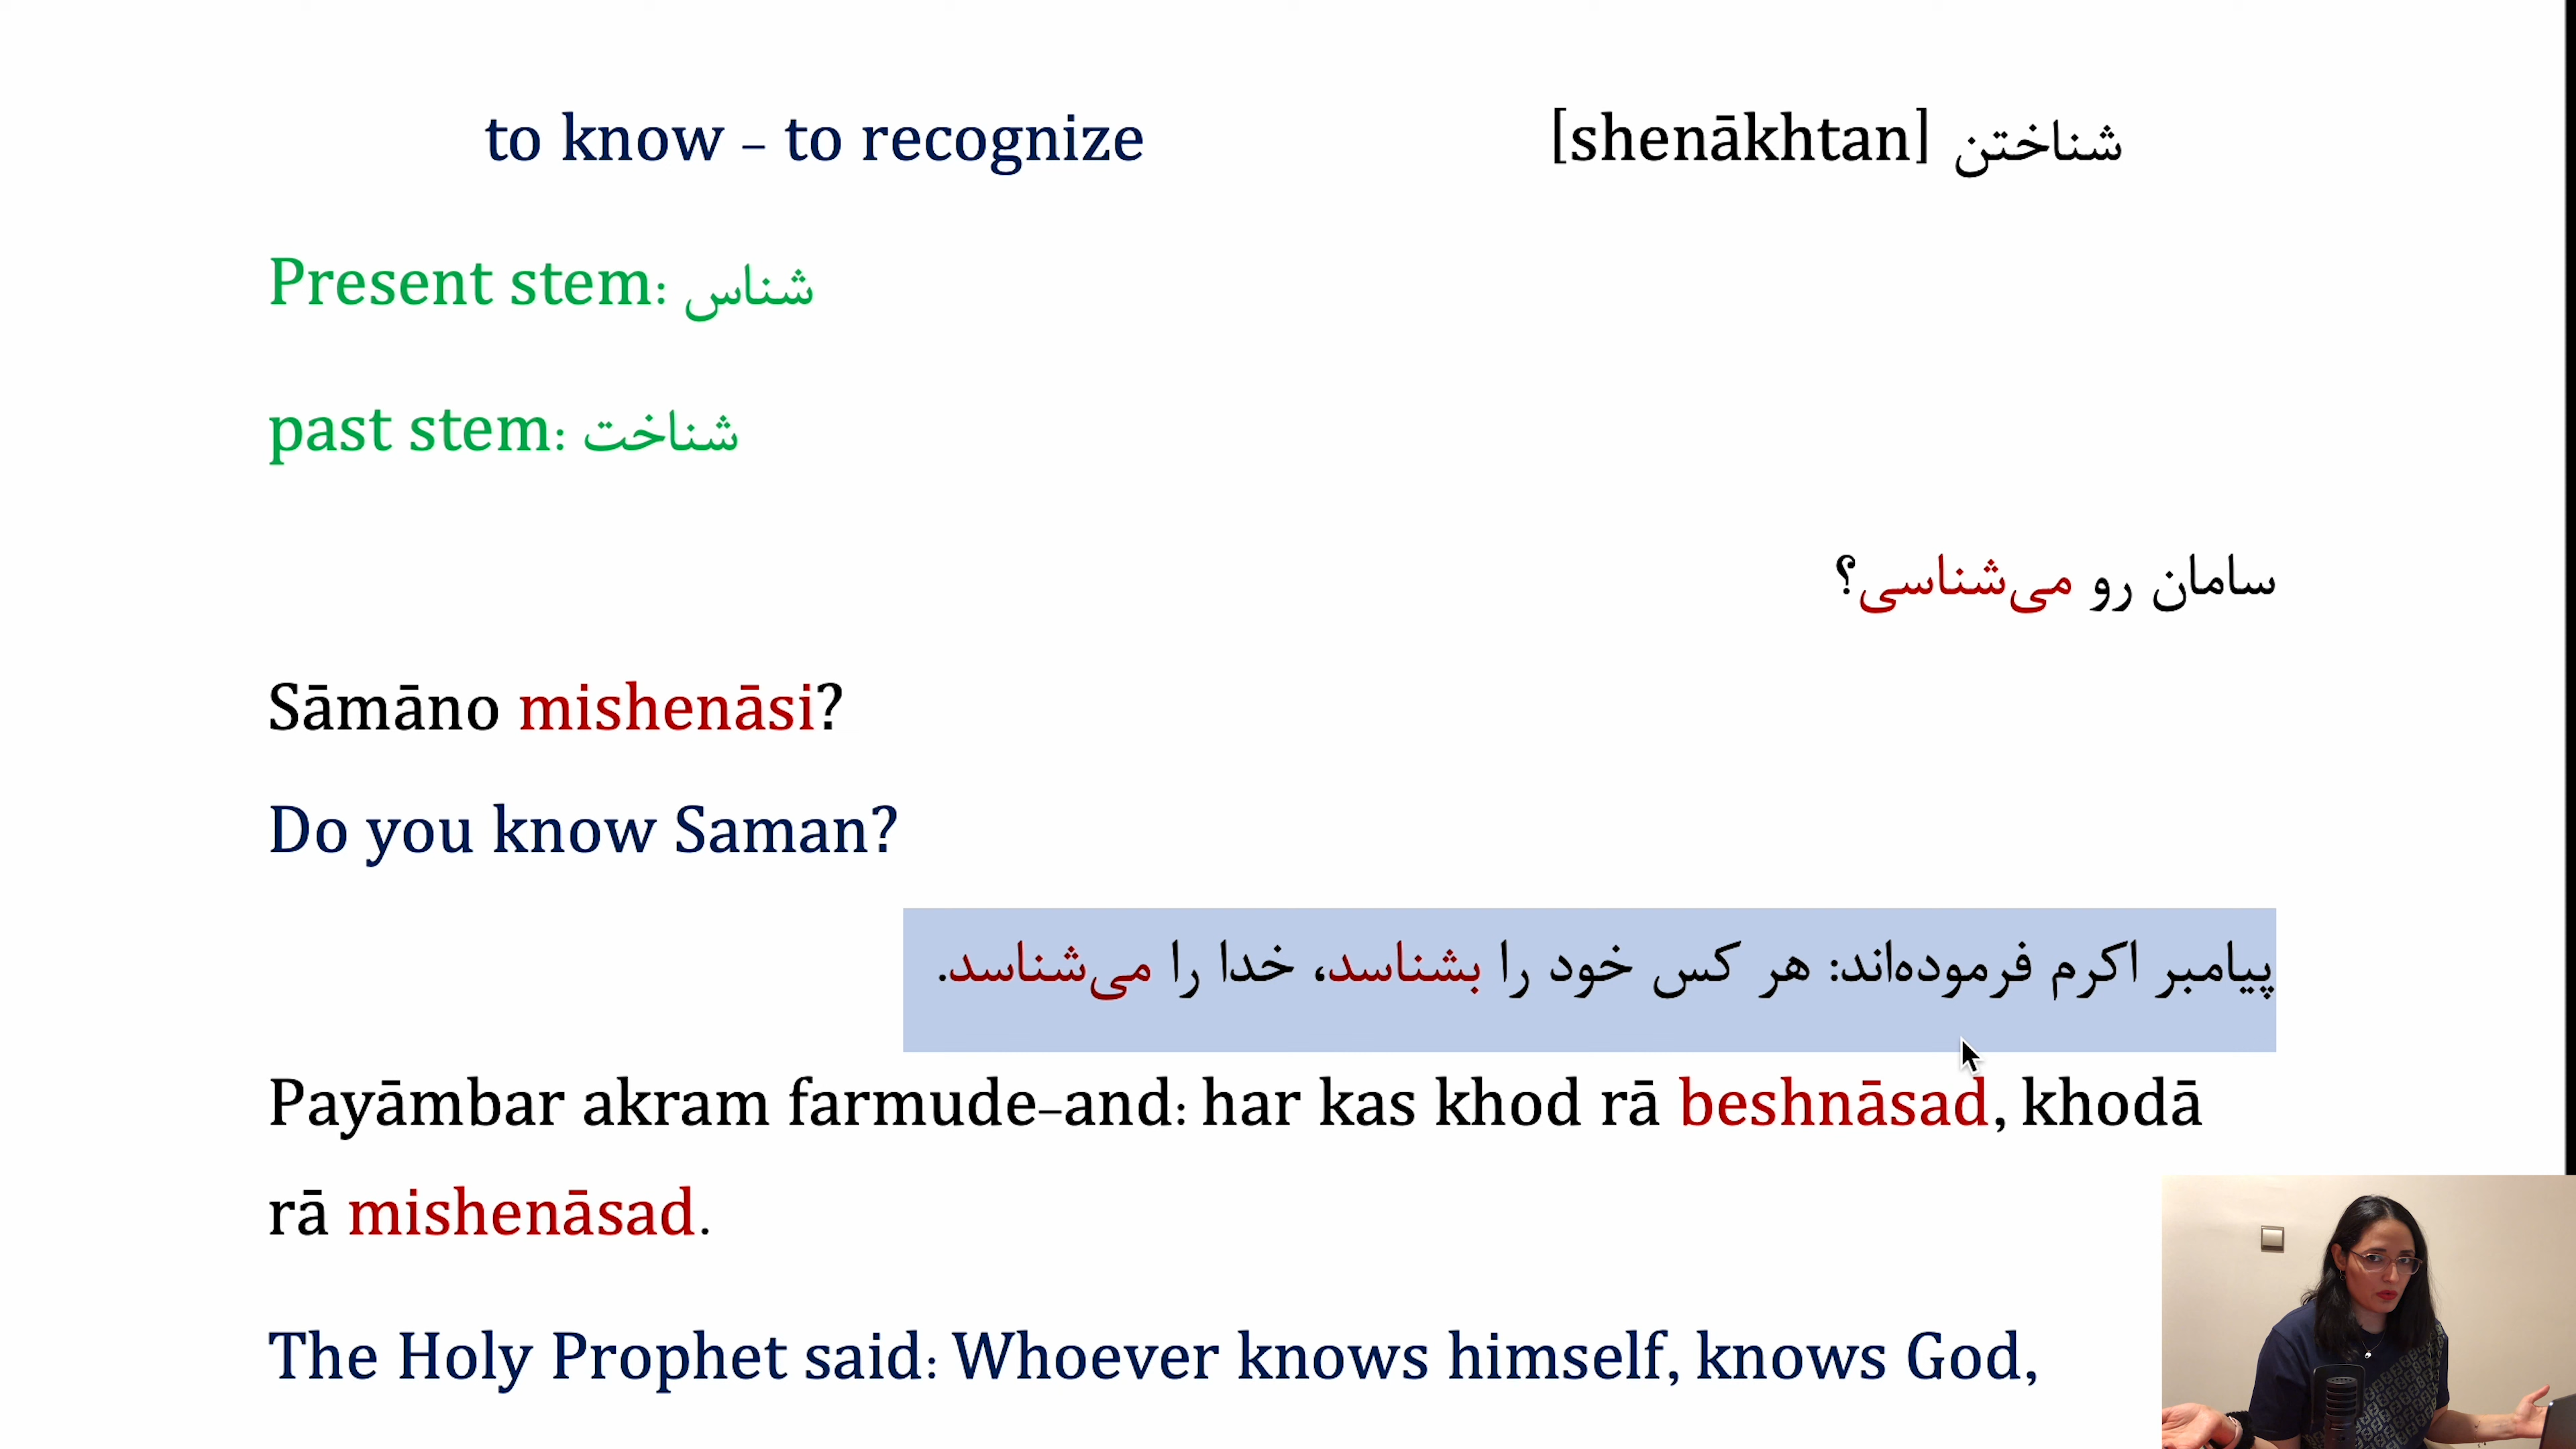 to know – to recognize [shenākhtan] شناختن
Present stem: شناس
past stem: شناخت
سامان رو می‌شناسی؟
Sāmāno mishenāsi?
Do you know Saman?
پیامبر اکرم فرموده‌اند: هر کس خود را بشناسد، خدا را می‌شناسد.
Payāmbar akram farmude–and: har kas khod rā beshnāsad, khodā
rā mishenāsad.
The Holy Prophet said: Whoever knows himself, knows God,